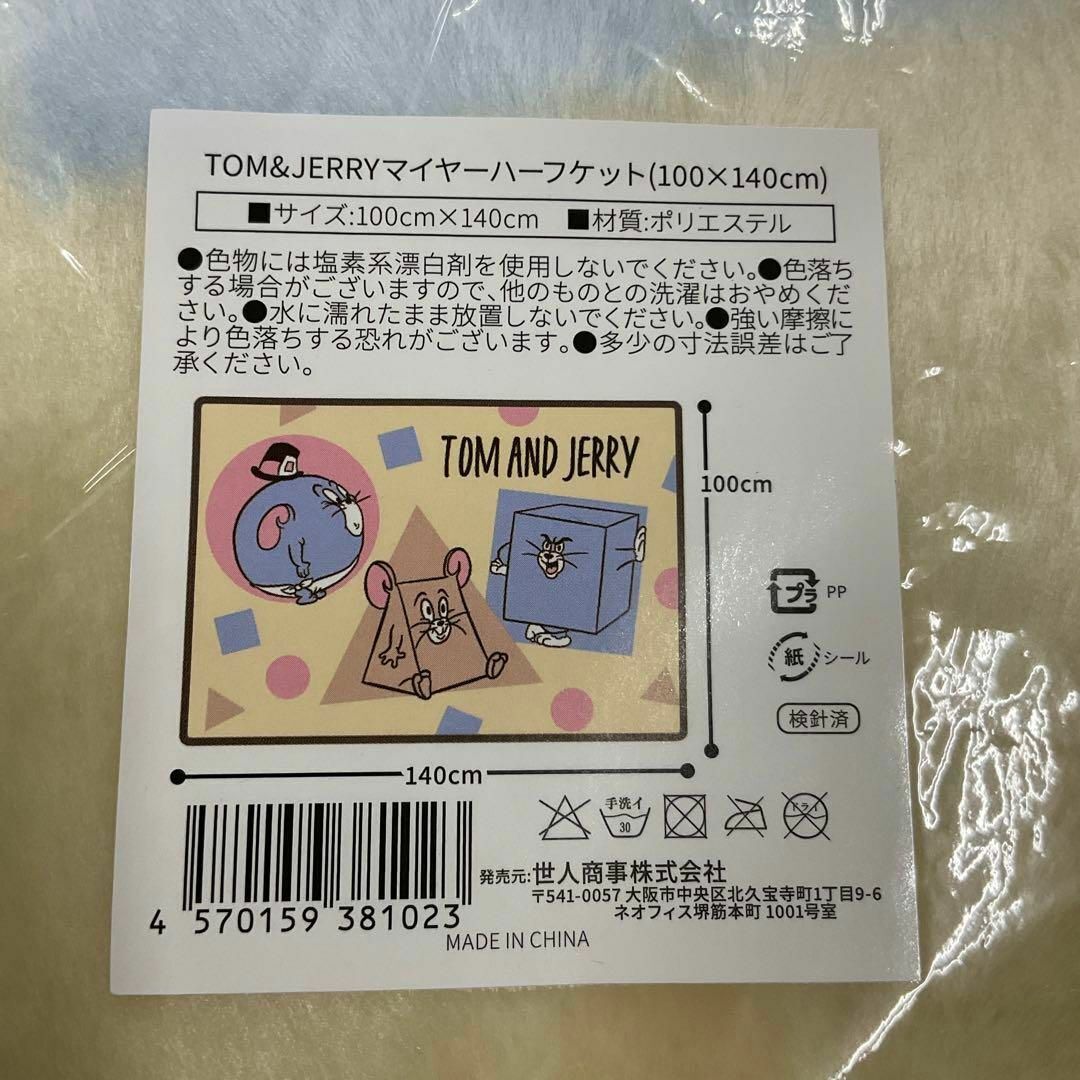 TOM&JERRYマイヤーハーフケット(100×140cm)
■サイズ:100cm×140cm ■材質:ポリエステル
●色物には塩素系漂白剤を使用しないでください。●色落ち
する場合がございますので、他のものとの洗濯はおやめくだ
さい。●水に濡れたまま放置しないでください。●強い摩擦に
より色落ちする恐れがございます。●多少の寸法誤差はご了
承ください。
TOM AND JERRY
100cm
プラ PP
紙 シール
検針済
140cm
手洗イ
30
ドライ
4 570159 381023
発売元:世人商事株式会社
〒541-0057 大阪市中央区北久宝寺町1丁目9-6
ネオフィス堺筋本町 1001号室
MADE IN CHINA